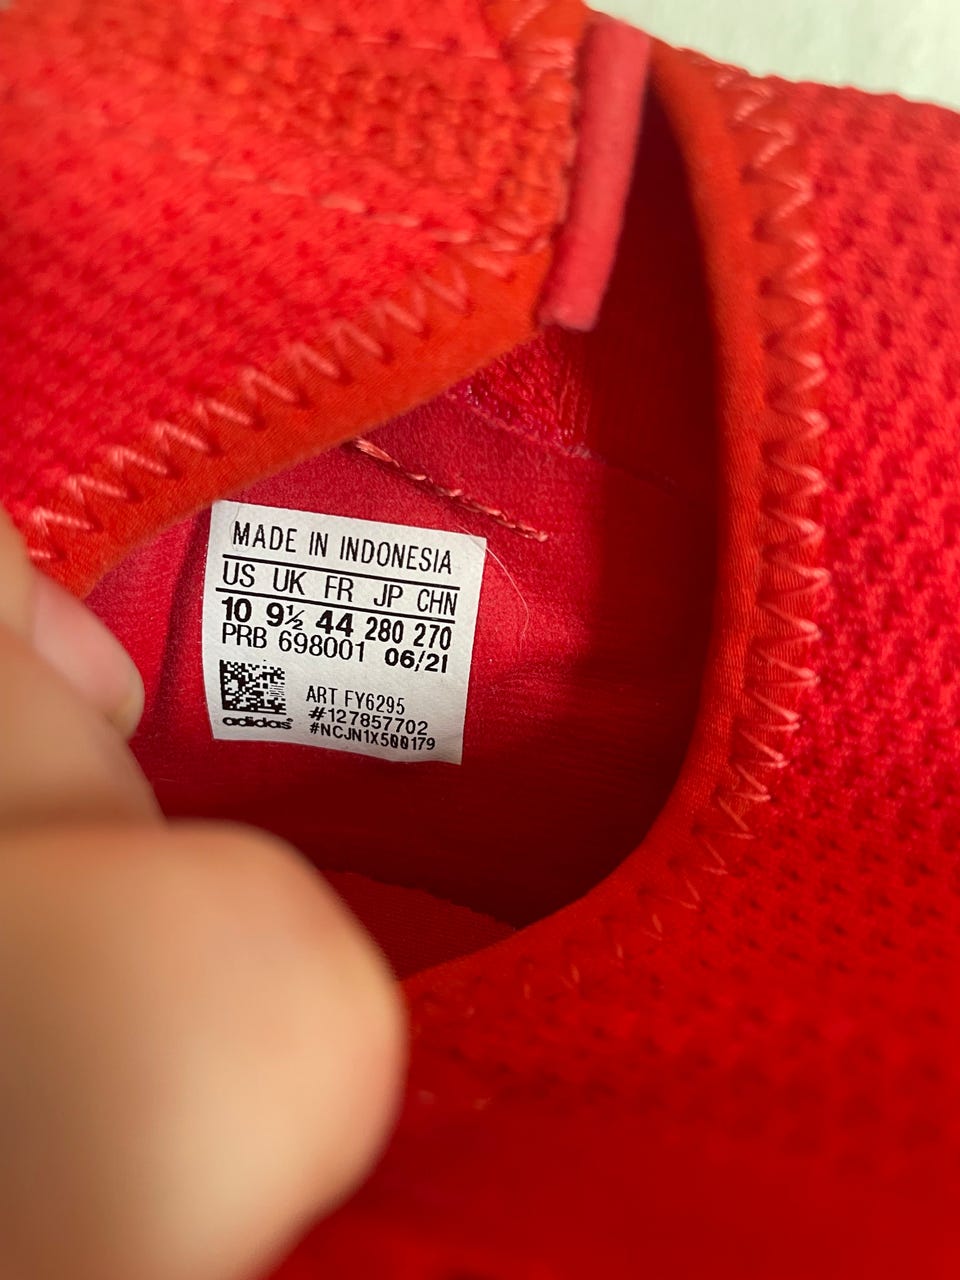 MADE IN INDONESIA
US UK FR JP CHN
10 9½ 44 280 270
PRB 698001 06/21
ART FY6295
#127857702
adidas® #NCJN1X500179